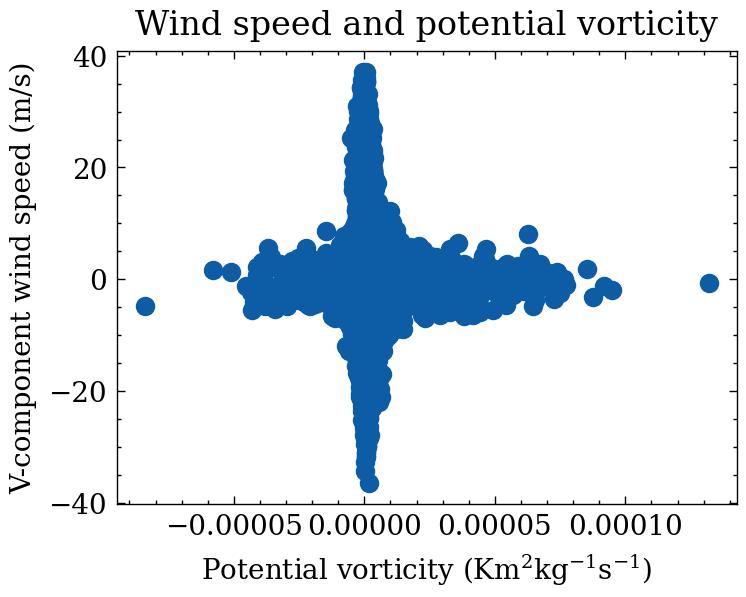 Wind speed and potential vorticity
V-component wind speed (m/s)
40
20
0
−20
−40
−0.00005 0.00000 0.00005 0.00010
Potential vorticity (Km²kg⁻¹s⁻¹)